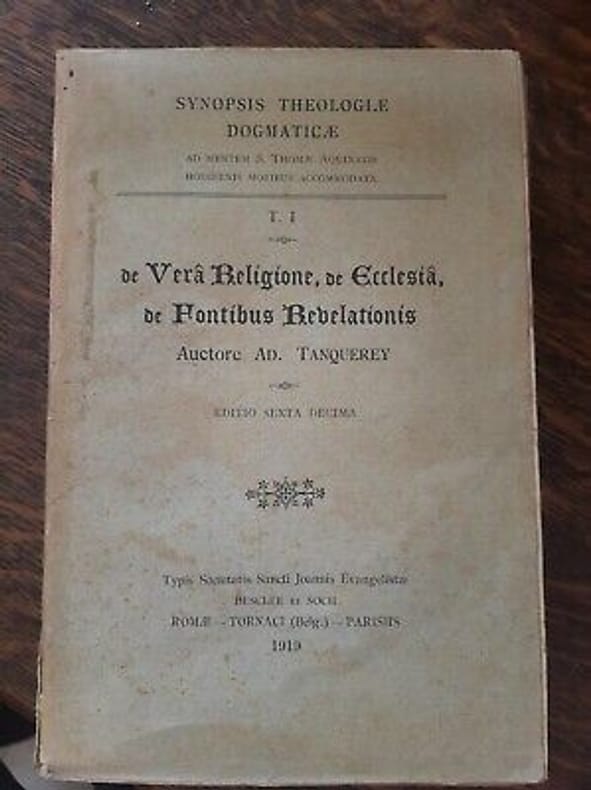 SYNOPSIS THEOLOGIÆ
DOGMATICÆ
AD MENTEM S. THOMÆ AQUINATIS
HODIERNIS MORIBUS ACCOMMODATA
T. I
de Verâ Religione, de Ecclesiâ,
de Fontibus Revelationis
Auctore AD. TANQUEREY
EDITIO SEXTA DECIMA
Typis Societatis Sancti Joannis Evangelistæ
DESCLÉE ET SOCII
ROMÆ — TORNACI (Belg.) — PARISIIS
1919